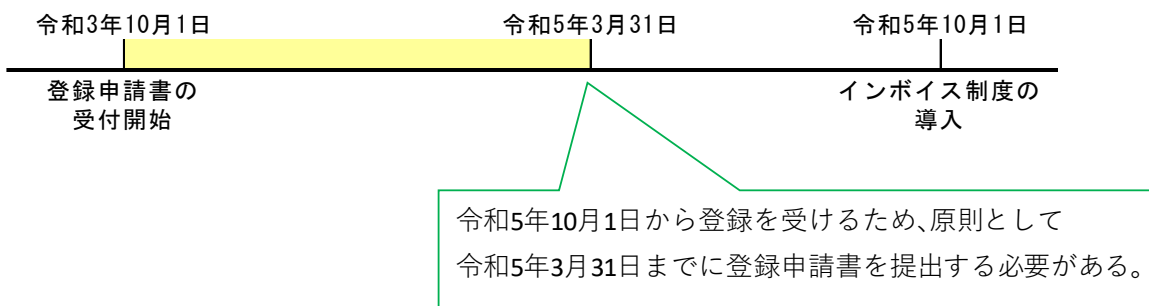 令和3年10月1日
令和5年3月31日
令和5年10月1日
登録申請書の
受付開始
インボイス制度の
導入
令和5年10月1日から登録を受けるため、原則として
令和5年3月31日までに登録申請書を提出する必要がある。